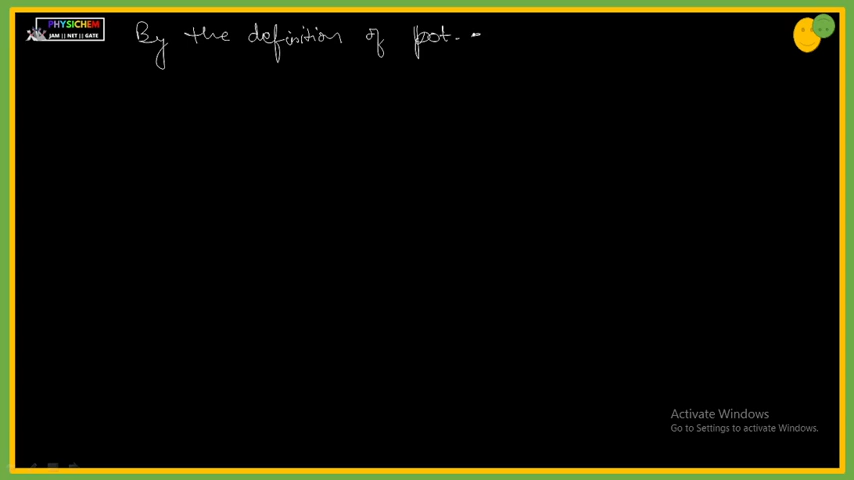 PHYSICHEM
JAM || NET || GATE
By the definition of pot. -
Activate Windows
Go to Settings to activate Windows.